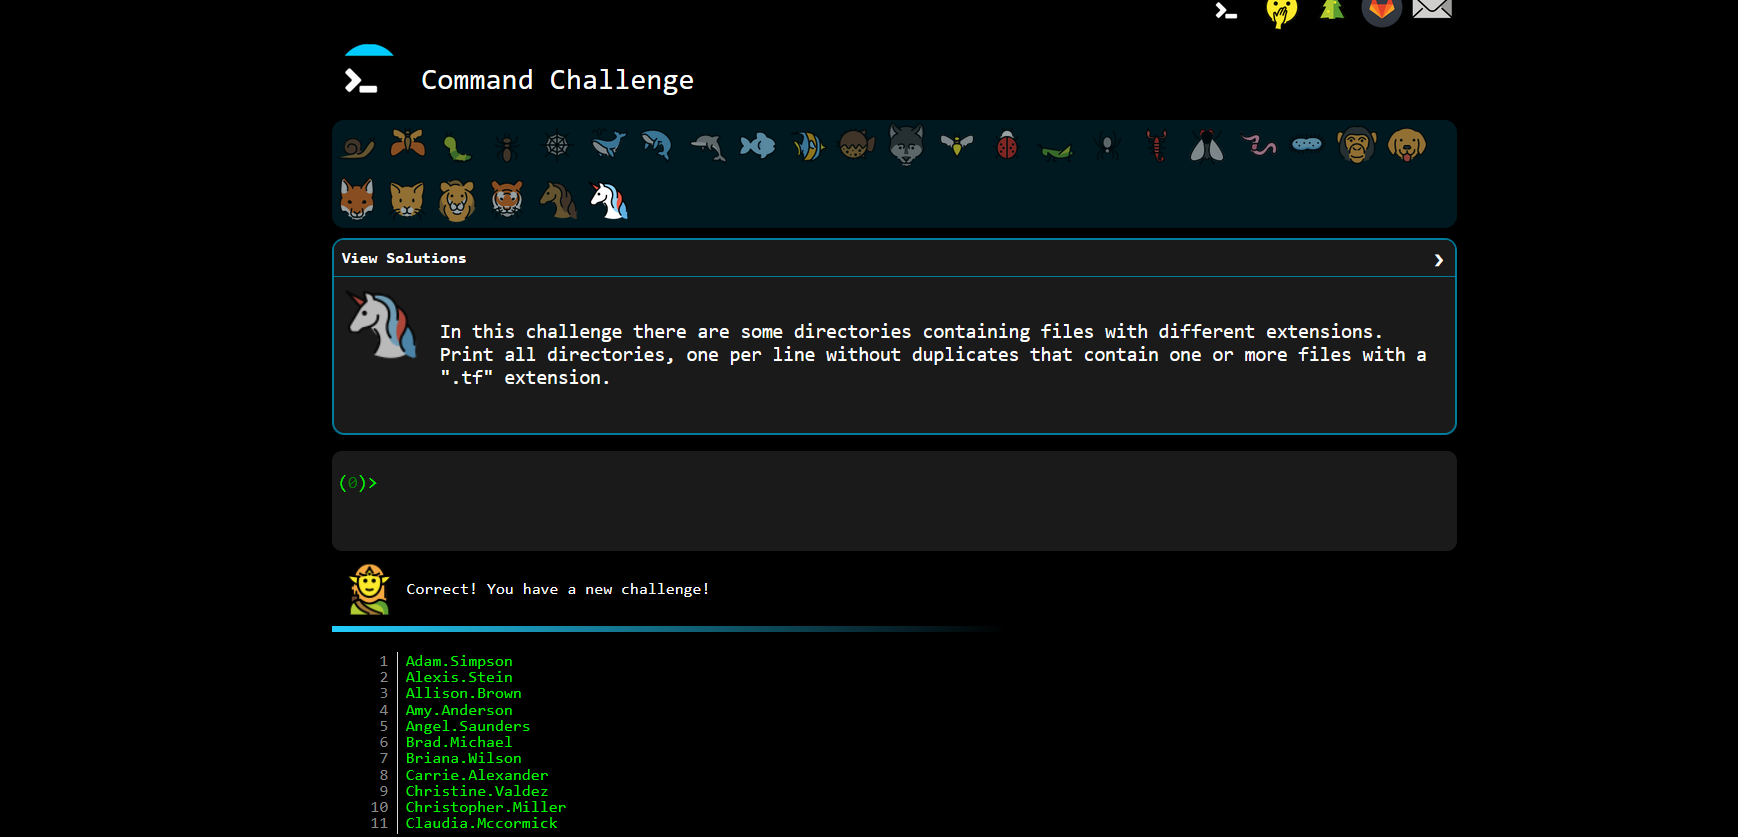 Command Challenge
View Solutions
In this challenge there are some directories containing files with different extensions.
Print all directories, one per line without duplicates that contain one or more files with a
".tf" extension.
(0)>
Correct! You have a new challenge!
1 Adam.Simpson
2 Alexis.Stein
3 Allison.Brown
4 Amy.Anderson
5 Angel.Saunders
6 Brad.Michael
7 Briana.Wilson
8 Carrie.Alexander
9 Christine.Valdez
10 Christopher.Miller
11 Claudia.Mccormick